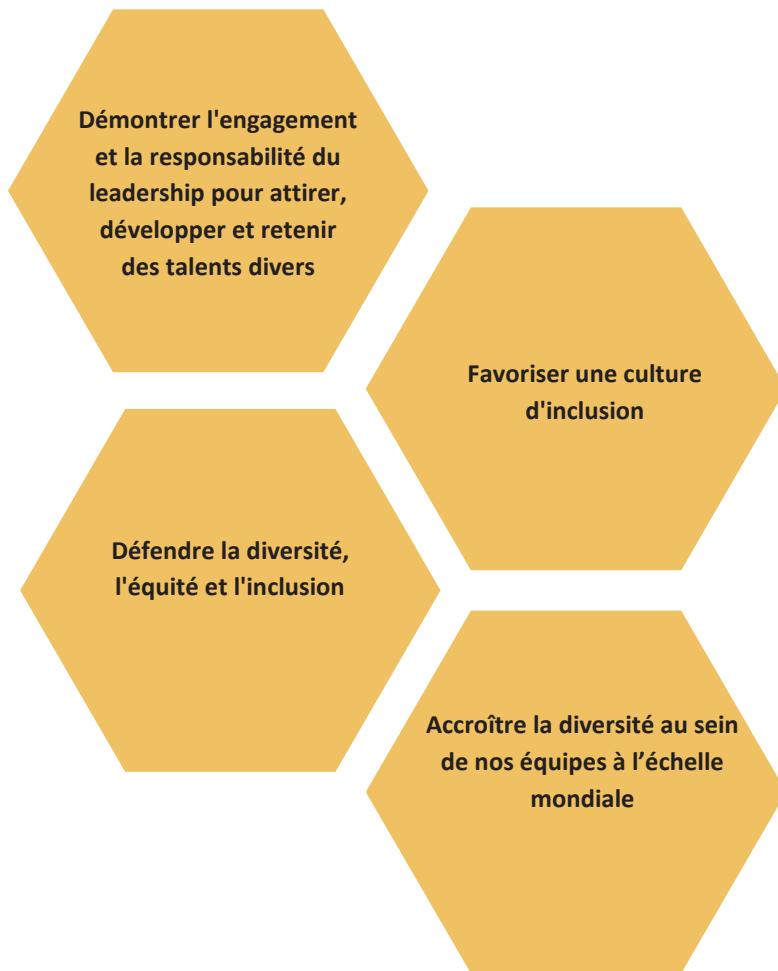 Démontrer l'engagement
et la responsabilité du
leadership pour attirer,
développer et retenir
des talents divers
Favoriser une culture
d'inclusion
Défendre la diversité,
l'équité et l'inclusion
Accroître la diversité au sein
de nos équipes à l’échelle
mondiale